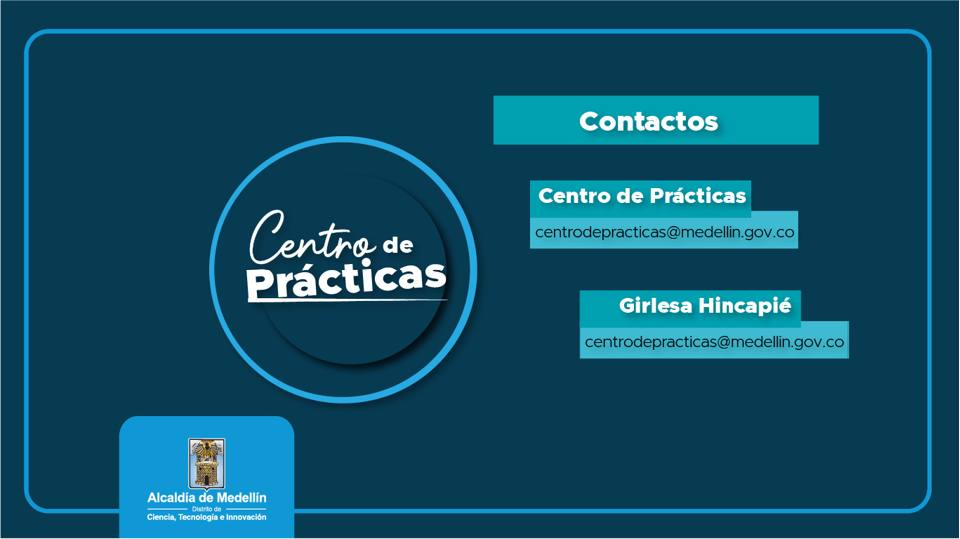 Contactos
Centro de Prácticas
centrodepracticas@medellin.gov.co
Girlesa Hincapié
centrodepracticas@medellin.gov.co
Centro de
Prácticas
Alcaldía de Medellín
Distrito de
Ciencia, Tecnología e Innovación